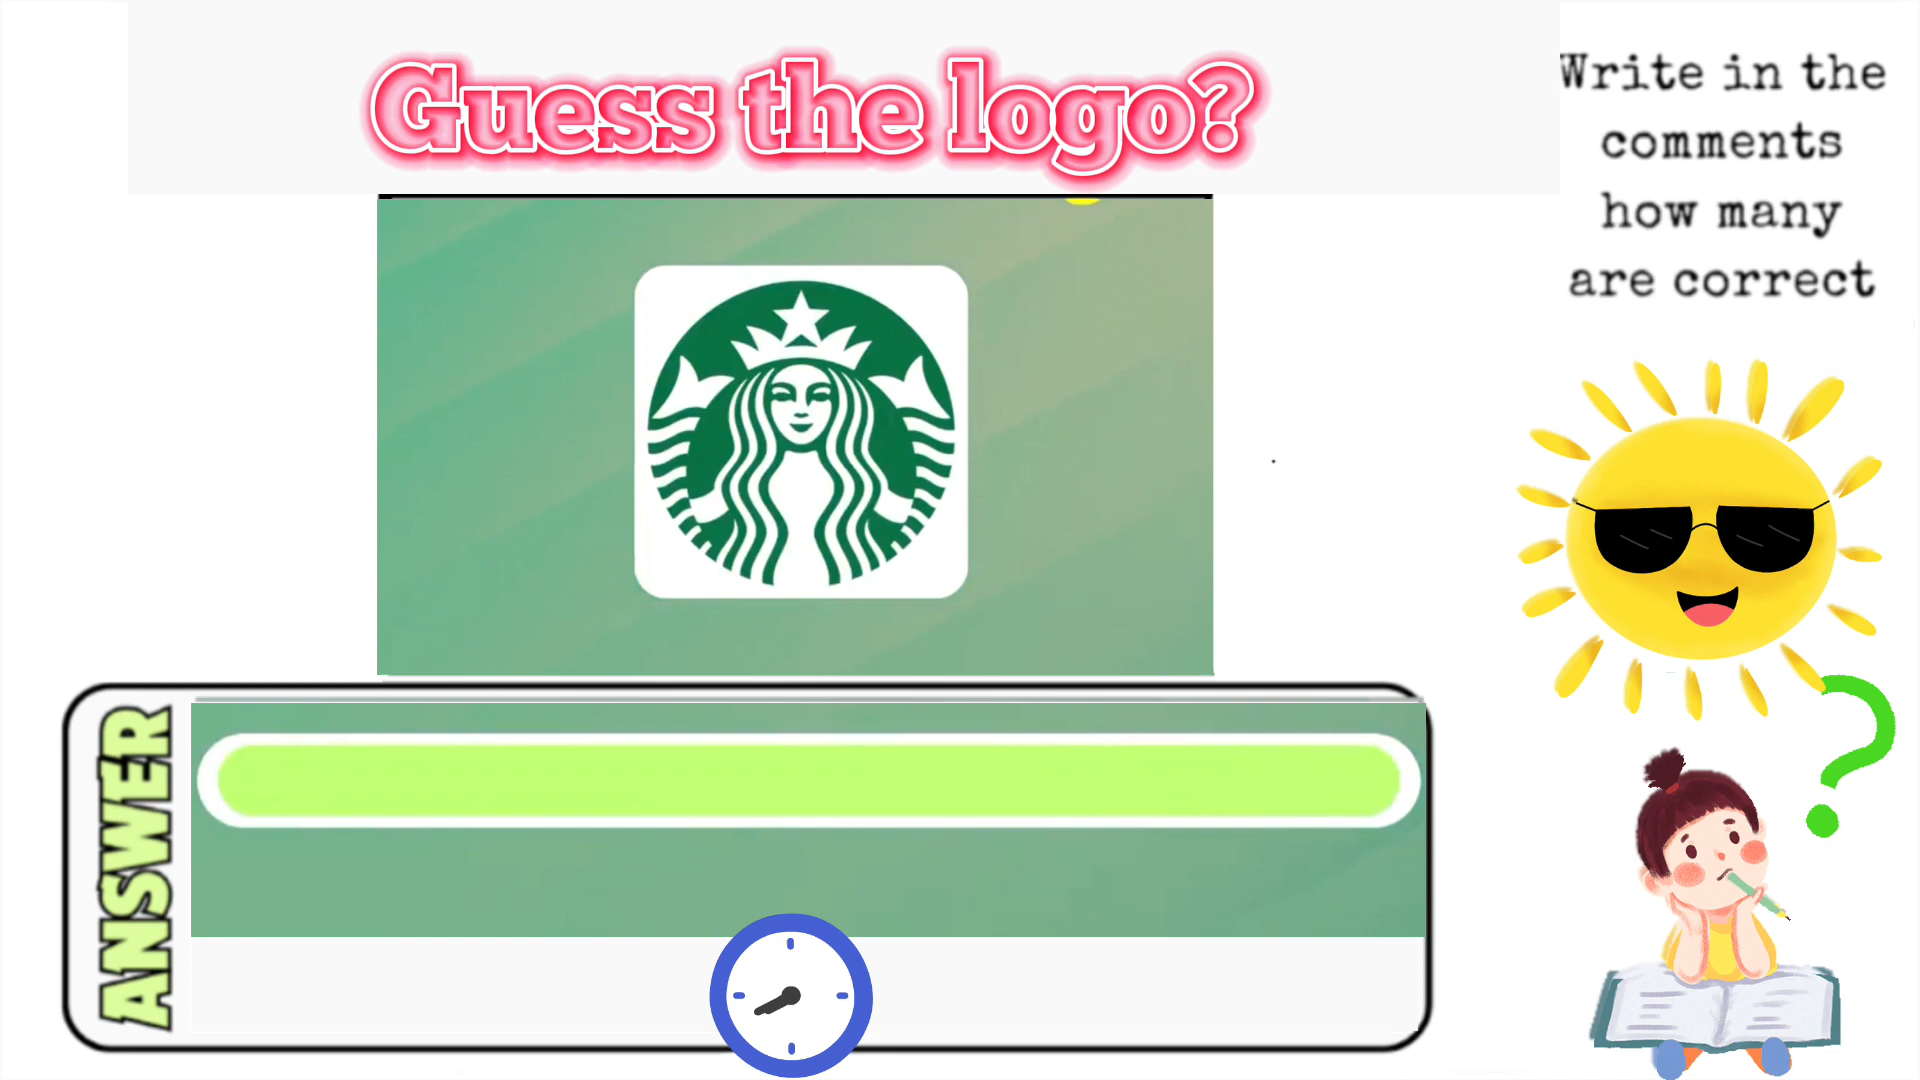 Guess the logo?
Write in the
comments
how many
are correct
ANSWER